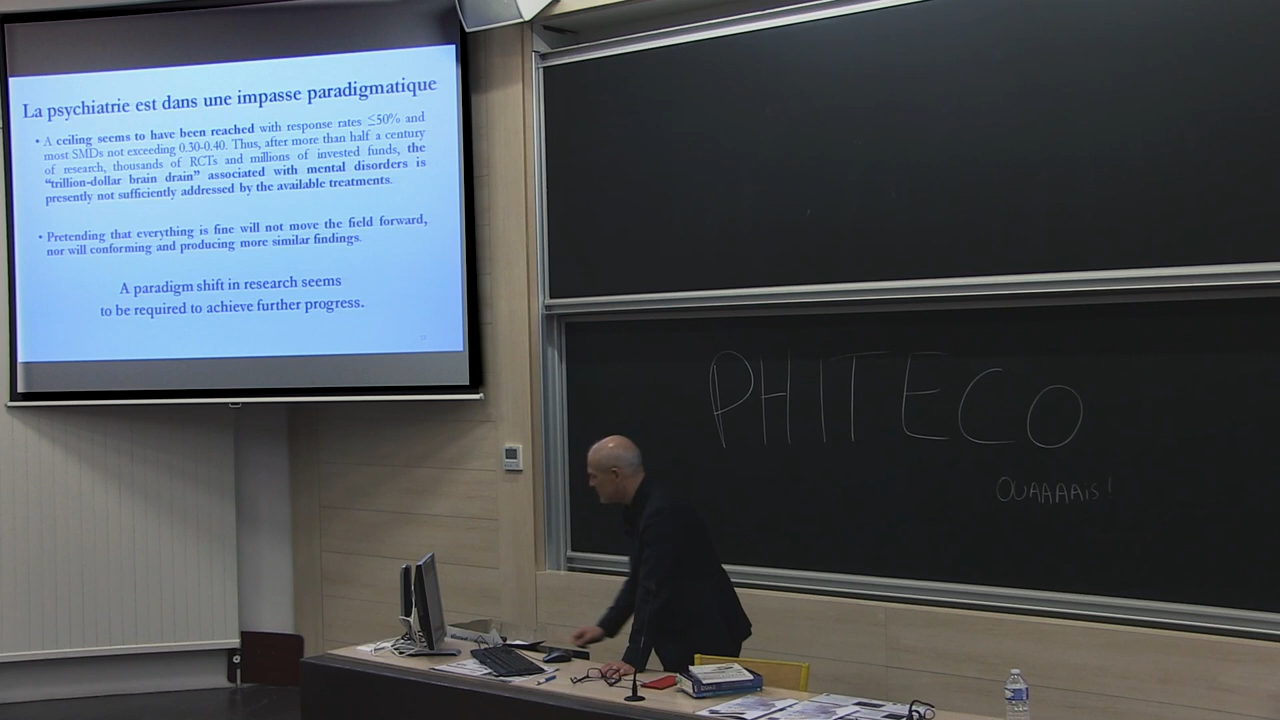 La psychiatrie est dans une impasse paradigmatique
• A ceiling seems to have been reached with response rates ≤50% and
most SMDs not exceeding 0.30-0.40. Thus, after more than half a century
of research, thousands of RCTs and millions of invested funds, the
“trillion-dollar brain drain” associated with mental disorders is
presently not sufficiently addressed by the available treatments.
• Pretending that everything is fine will not move the field forward,
nor will conforming and producing more similar findings.
A paradigm shift in research seems
to be required to achieve further progress.
PHITECO
OUAAAAis !